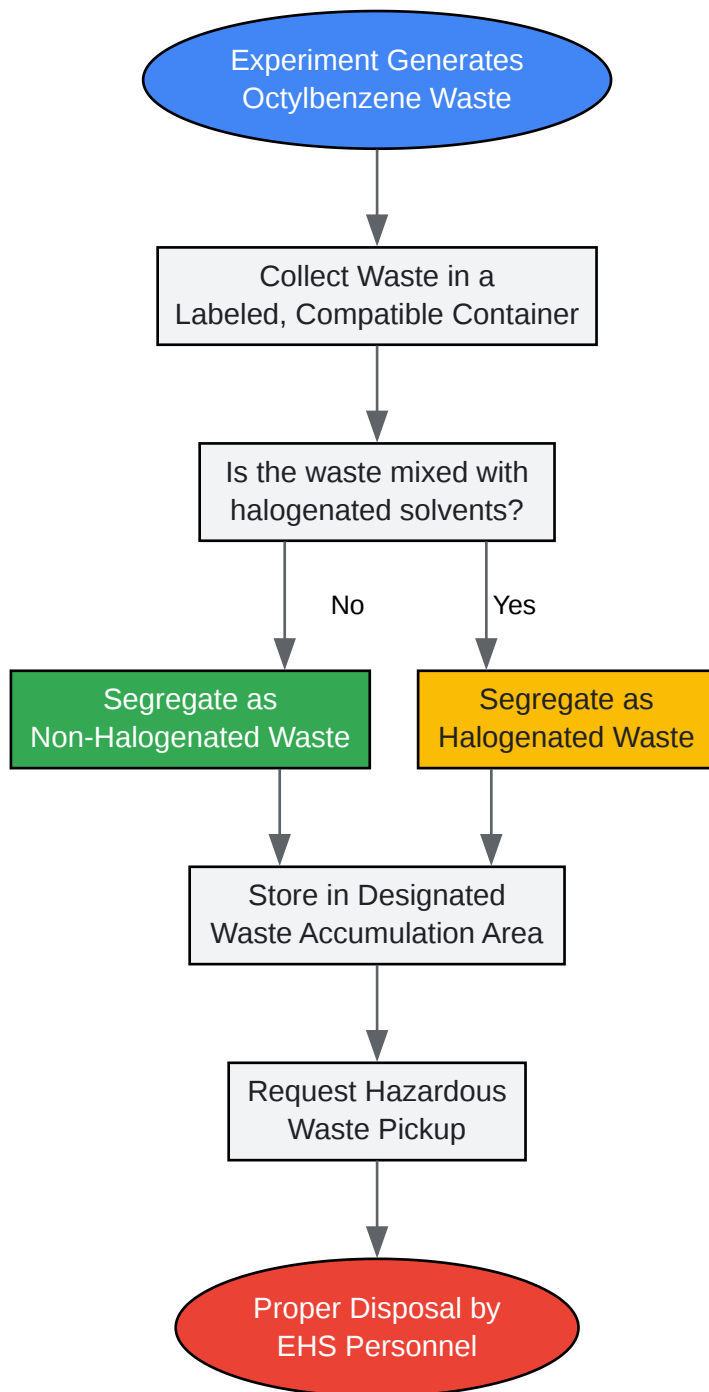 Experiment Generates
Octylbenzene Waste
Collect Waste in a
Labeled, Compatible Container
Is the waste mixed with
halogenated solvents?
No
Yes
Segregate as
Non-Halogenated Waste
Segregate as
Halogenated Waste
Store in Designated
Waste Accumulation Area
Request Hazardous
Waste Pickup
Proper Disposal by
EHS Personnel